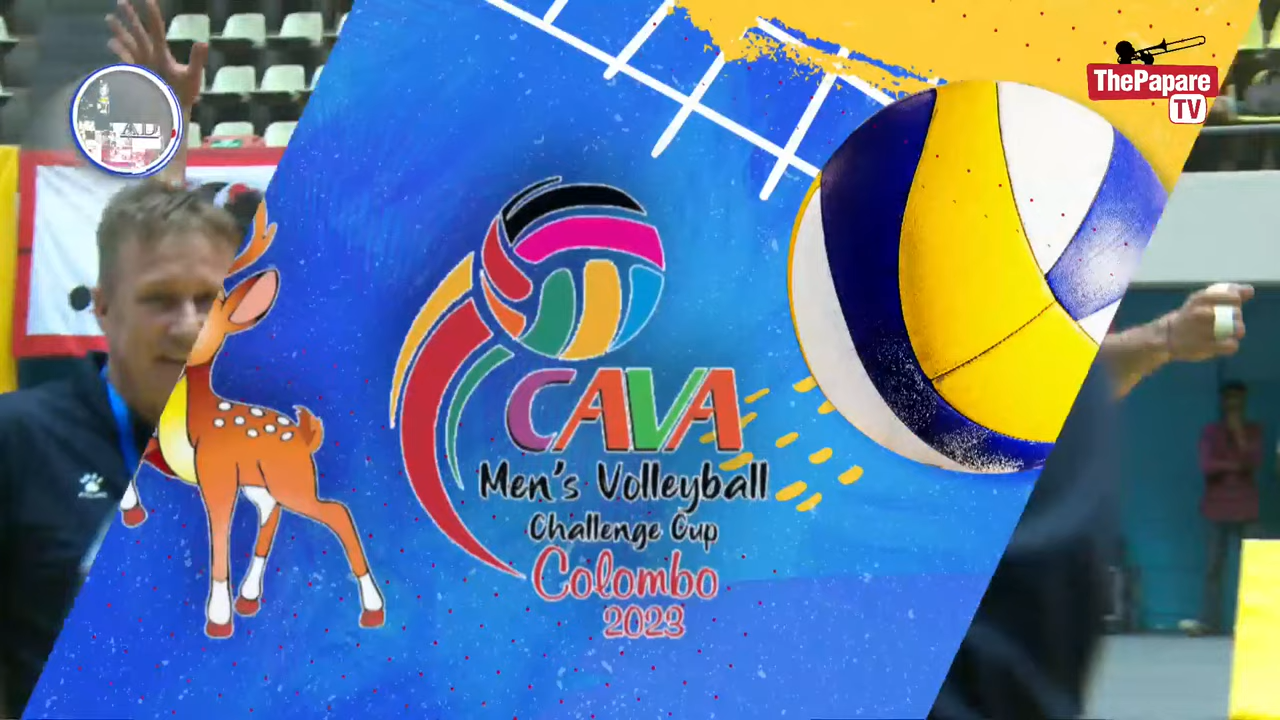 ThePapare
TV
CAVA
Men's Volleyball
Challenge Cup
Colombo
2023